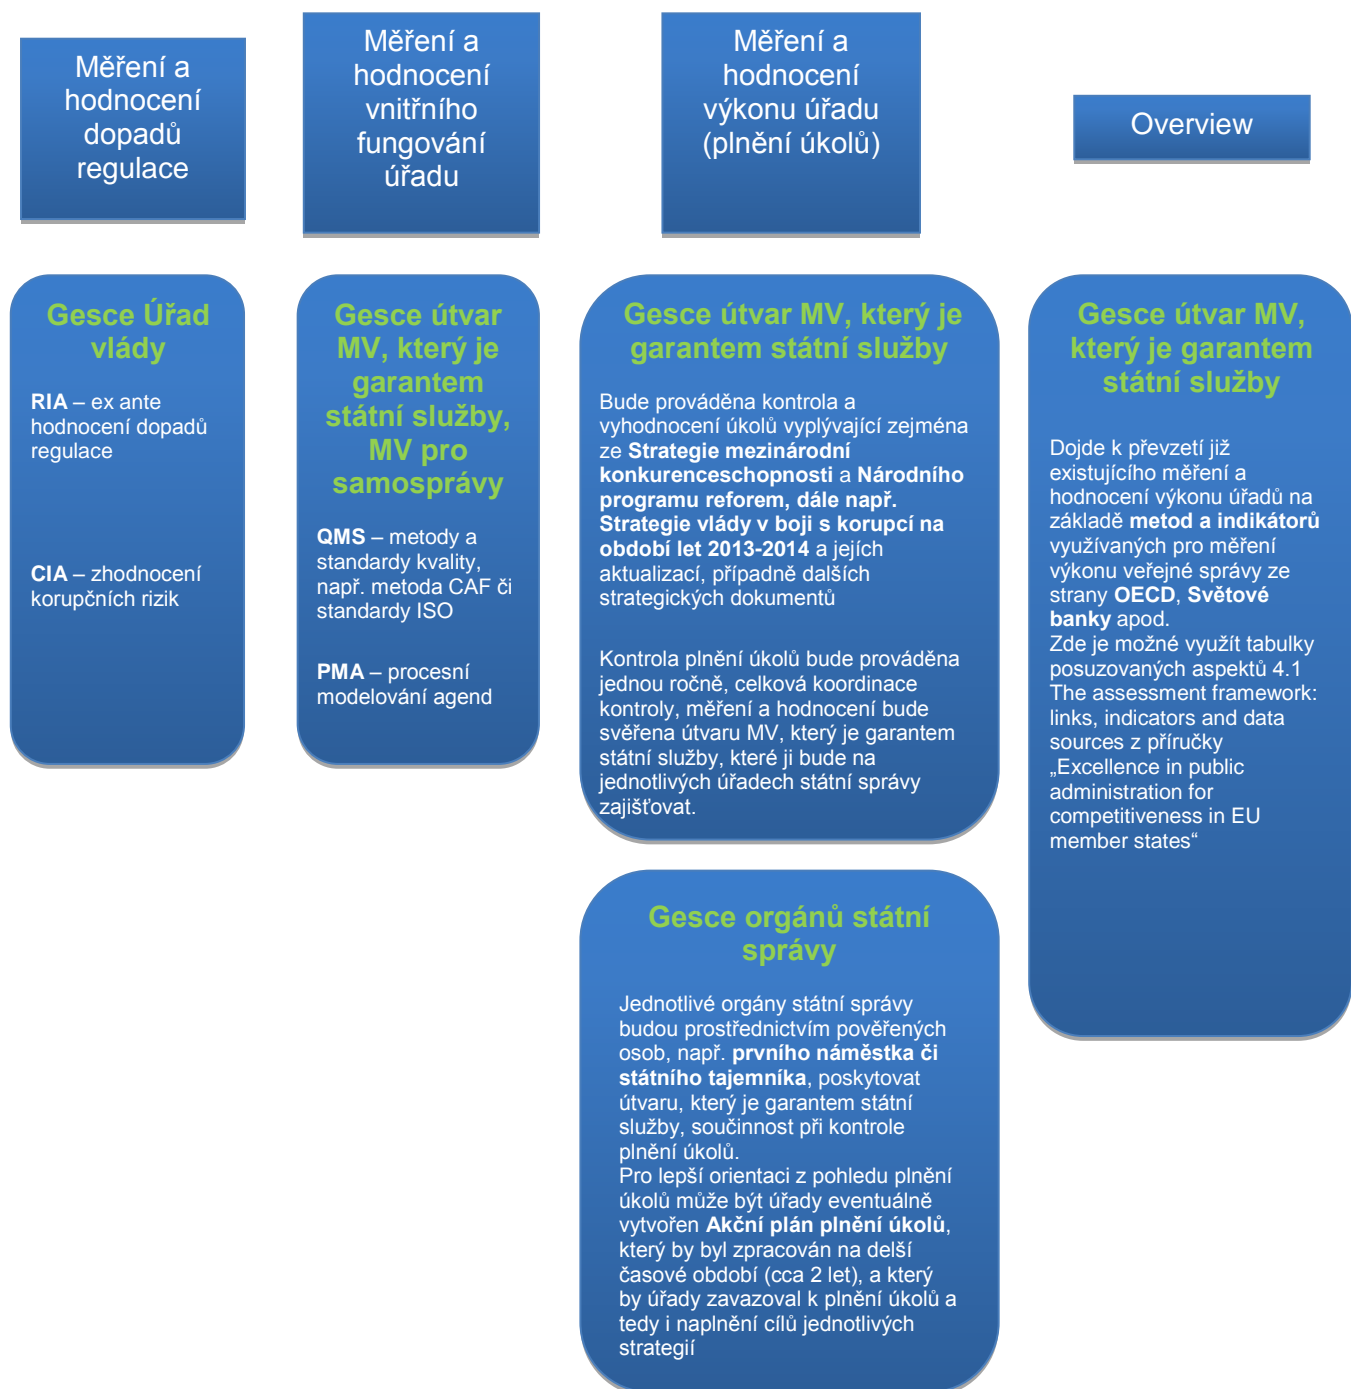 Měření a
hodnocení
dopadů
regulace
Měření a
hodnocení
vnitřního
fungování
úřadu
Měření a
hodnocení
výkonu úřadu
(plnění úkolů)
Overview
Gesce Úřad
vlády
RIA – ex ante
hodnocení dopadů
regulace
CIA – zhodnocení
korupčních rizik
Gesce útvar
MV, který je
garantem
státní služby,
MV pro
samosprávy
QMS – metody a
standardy kvality,
např. metoda CAF či
standardy ISO
PMA – procesní
modelování agend
Gesce útvar MV, který je
garantem státní služby
Bude prováděna kontrola a
vyhodnocení úkolů vyplývající zejména
ze Strategie mezinárodní
konkurenceschopnosti a Národního
programu reforem, dále např.
Strategie vlády v boji s korupcí na
období let 2013-2014 a jejích
aktualizací, případně dalších
strategických dokumentů
Kontrola plnění úkolů bude prováděna
jednou ročně, celková koordinace
kontroly, měření a hodnocení bude
svěřena útvaru MV, který je garantem
státní služby, které ji bude na
jednotlivých úřadech státní správy
zajišťovat.
Gesce orgánů státní
správy
Jednotlivé orgány státní správy
budou prostřednictvím pověřených
osob, např. prvního náměstka či
státního tajemníka, poskytovat
útvaru, který je garantem státní
služby, součinnost při kontrole
plnění úkolů.
Pro lepší orientaci z pohledu plnění
úkolů může být úřady eventuálně
vytvořen Akční plán plnění úkolů,
který by byl zpracován na delší
časové období (cca 2 let), a který
by úřady zavazoval k plnění úkolů a
tedy i naplnění cílů jednotlivých
strategií
Gesce útvar MV,
který je garantem
státní služby
Dojde k převzetí již
existujícího měření a
hodnocení výkonu úřadů na
základě metod a indikátorů
využívaných pro měření
výkonu veřejné správy ze
strany OECD, Světové
banky apod.
Zde je možné využít tabulky
posuzovaných aspektů 4.1
The assessment framework:
links, indicators and data
sources z příručky
„Excellence in public
administration for
competitiveness in EU
member states“